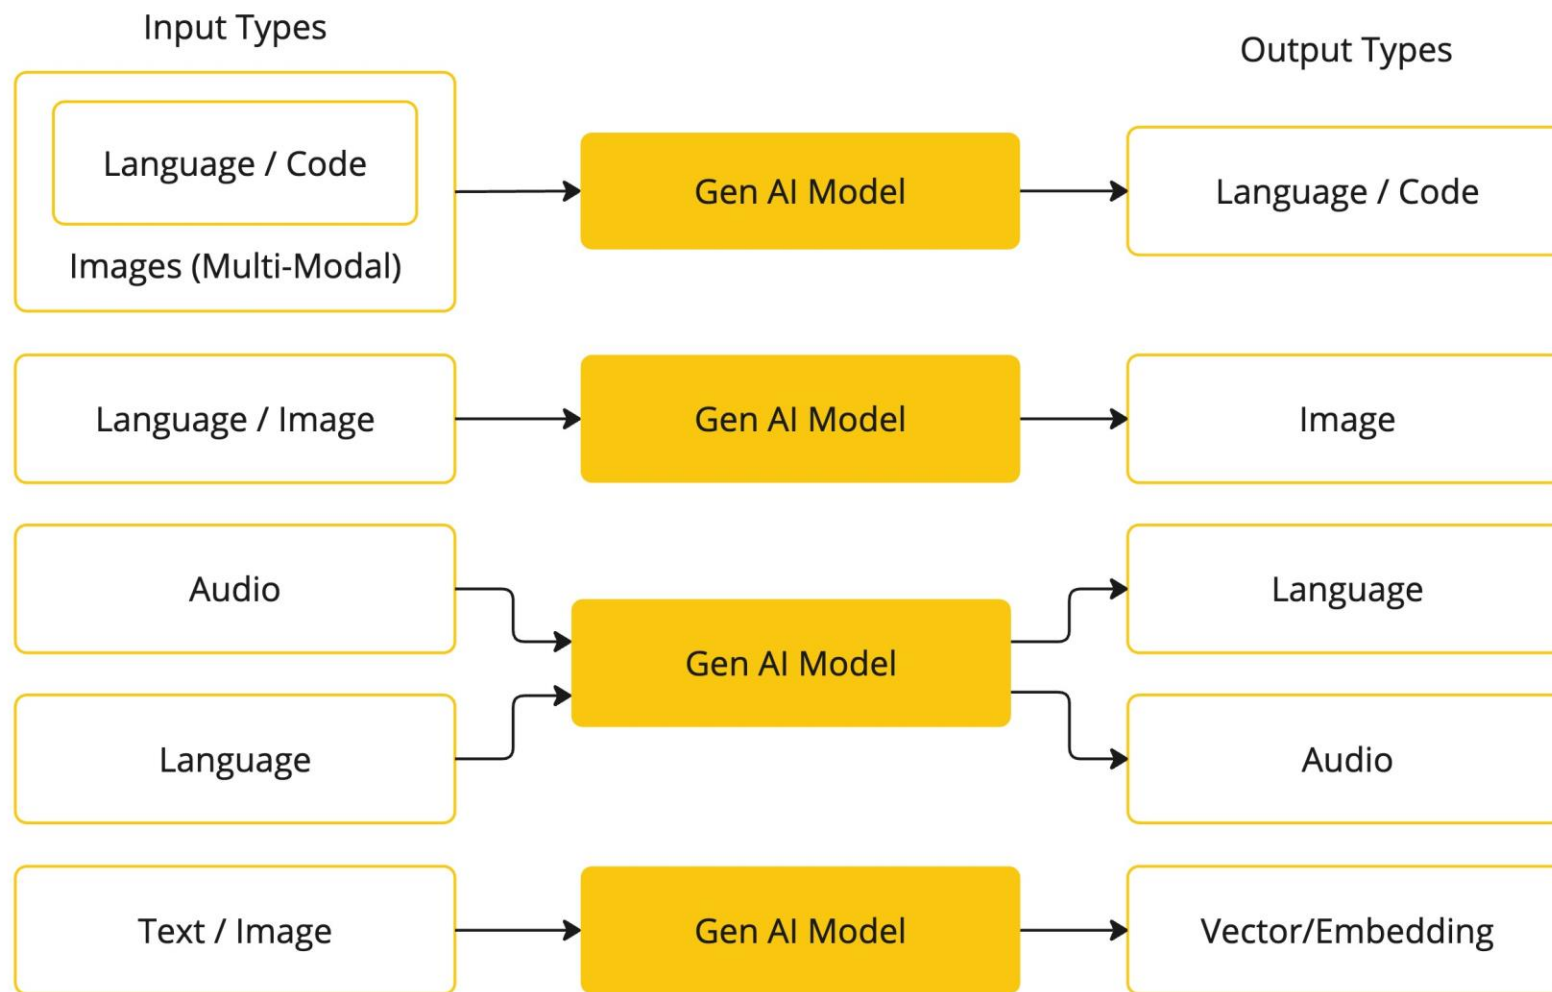 Input Types
Output Types
Language / Code
Images (Multi-Modal)
Gen AI Model
Language / Code
Language / Image
Gen AI Model
Image
Audio
Language
Gen AI Model
Language
Audio
Text / Image
Gen AI Model
Vector/Embedding